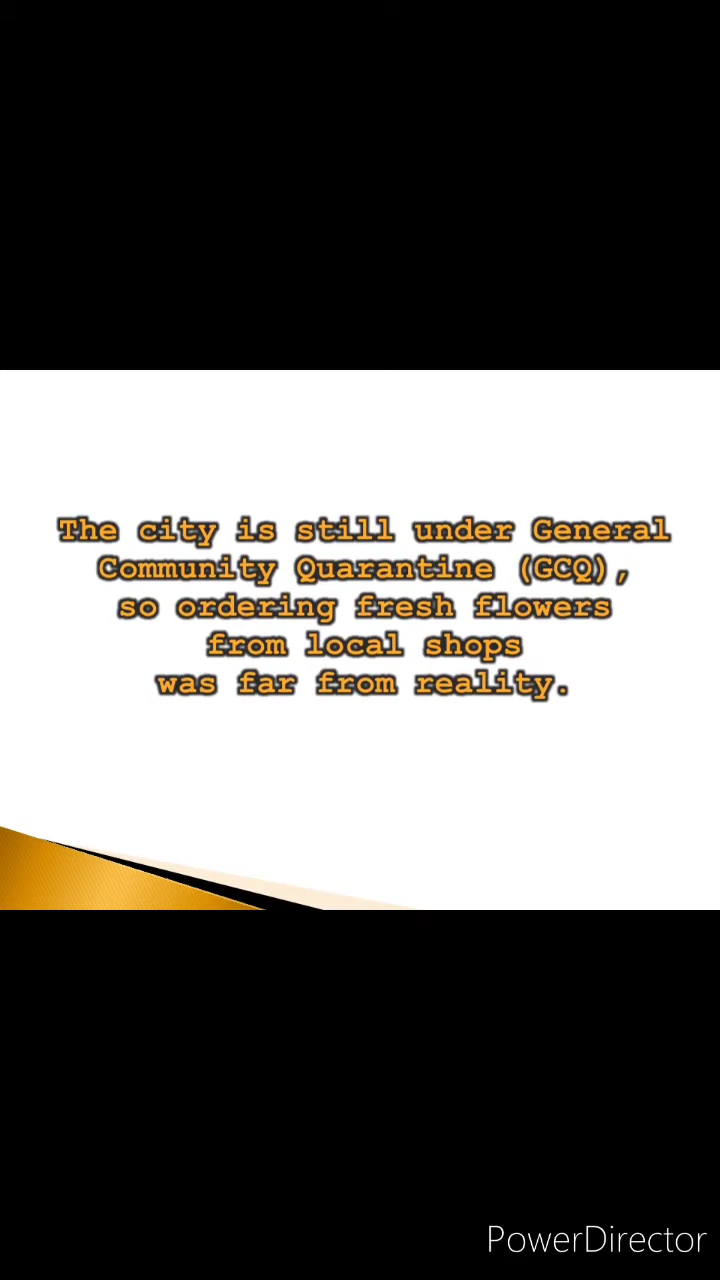 The city is still under General
Community Quarantine (GCQ),
so ordering fresh flowers
from local shops
was far from reality.
PowerDirector